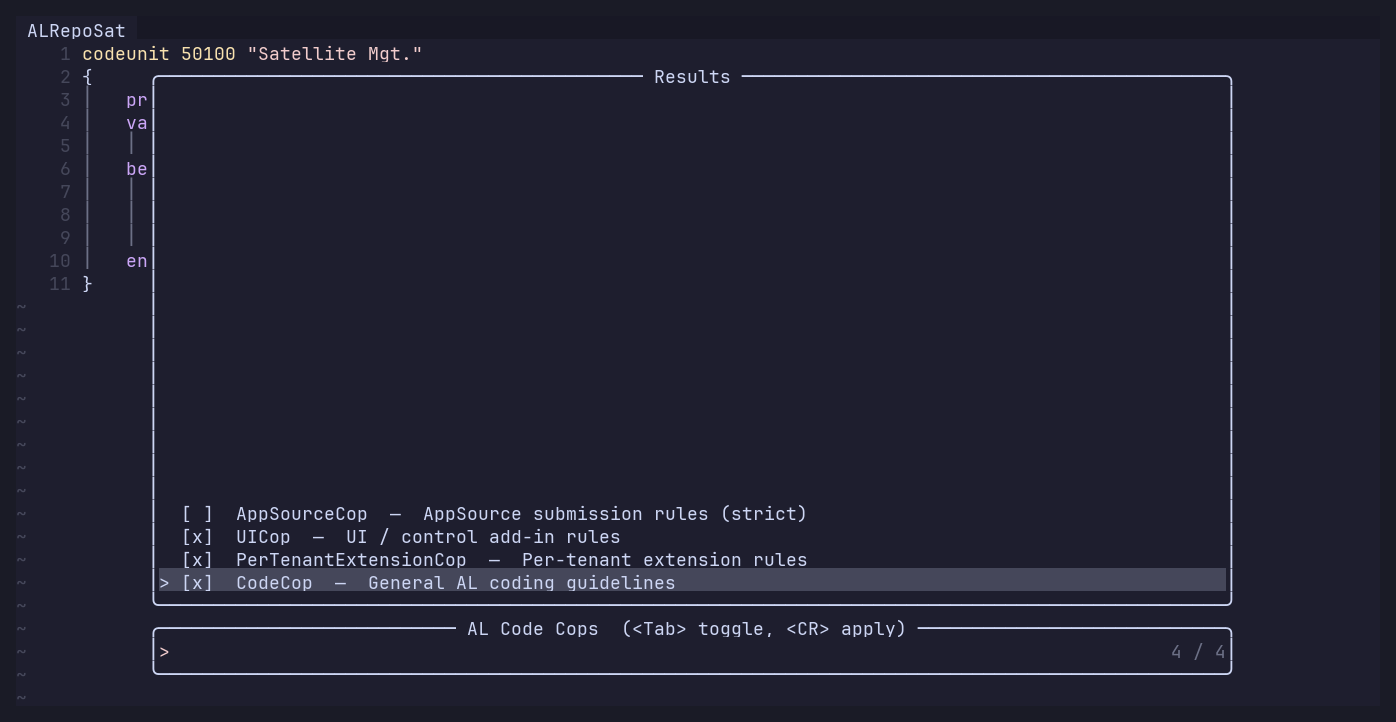 ALRepoSat
1 codeunit 50100 "Satellite Mgt."
2 {
Results
3 pr
4 va
5
6 be
7
8
9
10 en
11 }
~
~
~
~
~
~
~
~
~
~ [ ] AppSourceCop — AppSource submission rules (strict)
~ [x] UICop — UI / control add-in rules
~ [x] PerTenantExtensionCop — Per-tenant extension rules
~ > [x] CodeCop — General AL coding guidelines
~
~ AL Code Cops (<Tab> toggle, <CR> apply)
~ > 4 / 4
~
~